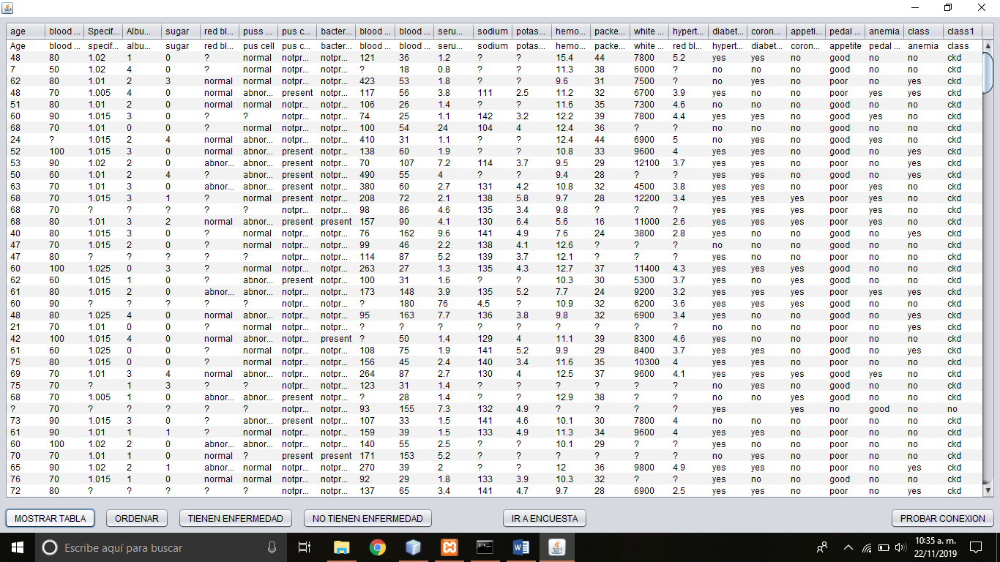 age blood ... Specif... Albu... sugar red bl... puss ... pus c... bacter... blood ... blood ... seru... sodium potas... hemo... packe... white ... hypert... diabet... coron... appeti... pedal ... anemia class class1
Age blood ... specif... albu... sugar red bl... pus cell pus c... bacter... blood ... blood ... seru... sodium potas... hemo... packe... white ... red bl... hypert... diabet... coron... appetite pedal ... anemia class
48 80 1.02 1 0 ? normal notpr... notpr... 121 36 1.2 ? ? 15.4 44 7800 5.2 yes yes no good no no ckd
7 50 1.02 4 0 ? normal notpr... notpr... ? 18 0.8 ? ? 11.3 38 6000 ? no no no good no no ckd
62 80 1.01 2 3 normal normal notpr... notpr... 423 53 1.8 ? ? 9.6 31 7500 ? no yes no poor no yes ckd
48 70 1.005 4 0 normal abnor... present notpr... 117 56 3.8 111 2.5 11.2 32 6700 3.9 yes no no poor yes yes ckd
51 80 1.01 2 0 normal normal notpr... notpr... 106 26 1.4 ? ? 11.6 35 7300 4.6 no no no good no no ckd
60 90 1.015 3 0 ? ? notpr... notpr... 74 25 1.1 142 3.2 12.2 39 7800 4.4 yes yes no good yes no ckd
68 70 1.01 0 0 ? normal notpr... notpr... 100 54 24 104 4 12.4 36 ? ? no no no good no no ckd
24 ? 1.015 2 4 normal abnor... notpr... notpr... 410 31 1.1 ? ? 12.4 44 6900 5 no yes no good yes no ckd
52 100 1.015 3 0 normal abnor... present notpr... 138 60 1.9 ? ? 10.8 33 9600 4 yes yes no good no yes ckd
53 90 1.02 2 0 abnor... abnor... present notpr... 70 107 7.2 114 3.7 9.5 29 12100 3.7 yes yes no poor no yes ckd
50 60 1.01 2 4 ? abnor... present notpr... 490 55 4 ? ? 9.4 28 ? ? yes yes no good no yes ckd
63 70 1.01 3 0 abnor... abnor... present notpr... 380 60 2.7 131 4.2 10.8 32 4500 3.8 yes yes no poor yes no ckd
68 70 1.015 3 1 ? normal present notpr... 208 72 2.1 138 5.8 9.7 28 12200 3.4 yes yes yes poor yes no ckd
68 70 ? ? ? ? ? notpr... notpr... 98 86 4.6 135 3.4 9.8 ? ? ? yes yes yes poor yes no ckd
68 80 1.01 3 2 normal abnor... present present 157 90 4.1 130 6.4 5.6 16 11000 2.6 yes yes yes poor yes no ckd
40 80 1.015 3 0 ? normal notpr... notpr... 76 162 9.6 141 4.9 7.6 24 3800 2.8 yes no no good no yes ckd
47 70 1.015 2 0 ? normal notpr... notpr... 99 46 2.2 138 4.1 12.6 ? ? ? no no no good no no ckd
47 80 ? ? ? ? ? notpr... notpr... 114 87 5.2 139 3.7 12.1 ? ? ? yes no no poor no no ckd
60 100 1.025 0 3 ? normal notpr... notpr... 263 27 1.3 135 4.3 12.7 37 11400 4.3 yes yes yes good no no ckd
62 60 1.015 1 0 ? abnor... present notpr... 100 31 1.6 ? ? 10.3 30 5300 3.7 yes no yes good no no ckd
61 80 1.015 2 0 abnor... abnor... notpr... notpr... 173 148 3.9 135 5.2 7.7 24 9200 3.2 yes yes yes poor yes yes ckd
60 90 ? ? ? ? ? notpr... notpr... ? 180 76 4.5 ? 10.9 32 6200 3.6 yes yes yes good no no ckd
48 80 1.025 4 0 normal abnor... notpr... notpr... 95 163 7.7 136 3.8 9.8 32 6900 3.4 yes no no good no yes ckd
21 70 1.01 0 0 ? normal notpr... notpr... ? ? ? ? ? ? ? ? ? no no no poor no yes ckd
42 100 1.015 4 0 normal abnor... notpr... present ? 50 1.4 129 4 11.1 39 8300 4.6 yes no no poor no no ckd
61 60 1.025 0 0 ? normal notpr... notpr... 108 75 1.9 141 5.2 9.9 29 8400 3.7 yes yes no good no yes ckd
75 80 1.015 0 0 ? normal notpr... notpr... 156 45 2.4 140 3.4 11.6 35 10300 4 yes yes no poor no no ckd
69 70 1.01 3 4 normal abnor... notpr... notpr... 264 87 2.7 130 4 12.5 37 9600 4.1 yes yes yes good yes no ckd
75 70 ? 1 3 ? ? notpr... notpr... 123 31 1.4 ? ? ? ? ? ? no yes no good no no ckd
68 70 1.005 1 0 abnor... abnor... present notpr... ? 28 1.4 ? ? 12.9 38 ? ? no no yes good no no ckd
? 70 ? ? ? ? ? notpr... notpr... 93 155 7.3 132 4.9 ? ? ? ? yes yes no good no no
73 90 1.015 3 0 ? abnor... present notpr... 107 33 1.5 141 4.6 10.1 30 7800 4 no no no poor no no ckd
61 90 1.01 1 1 ? normal notpr... notpr... 159 39 1.5 133 4.9 11.3 34 9600 4 yes yes no poor no no ckd
60 100 1.02 2 0 abnor... abnor... notpr... notpr... 140 55 2.5 ? ? 10.1 29 ? ? yes no no poor no no ckd
70 70 1.01 1 0 normal ? present present 171 153 5.2 ? ? ? ? ? ? no yes no poor no no ckd
65 90 1.02 2 1 abnor... normal notpr... notpr... 270 39 2 ? ? 12 36 9800 4.9 yes yes no poor no yes ckd
76 70 1.015 1 0 normal normal notpr... notpr... 92 29 1.8 133 3.9 10.3 32 ? ? yes no no good no no ckd
72 80 ? ? ? ? ? notpr... notpr... 137 65 3.4 141 4.7 9.7 28 6900 2.5 yes yes no poor no yes ckd
MOSTRAR TABLA ORDENAR TIENEN ENFERMEDAD NO TIENEN ENFERMEDAD IR A ENCUESTA PROBAR CONEXION
Escribe aquí para buscar
10:35 a. m.
22/11/2019